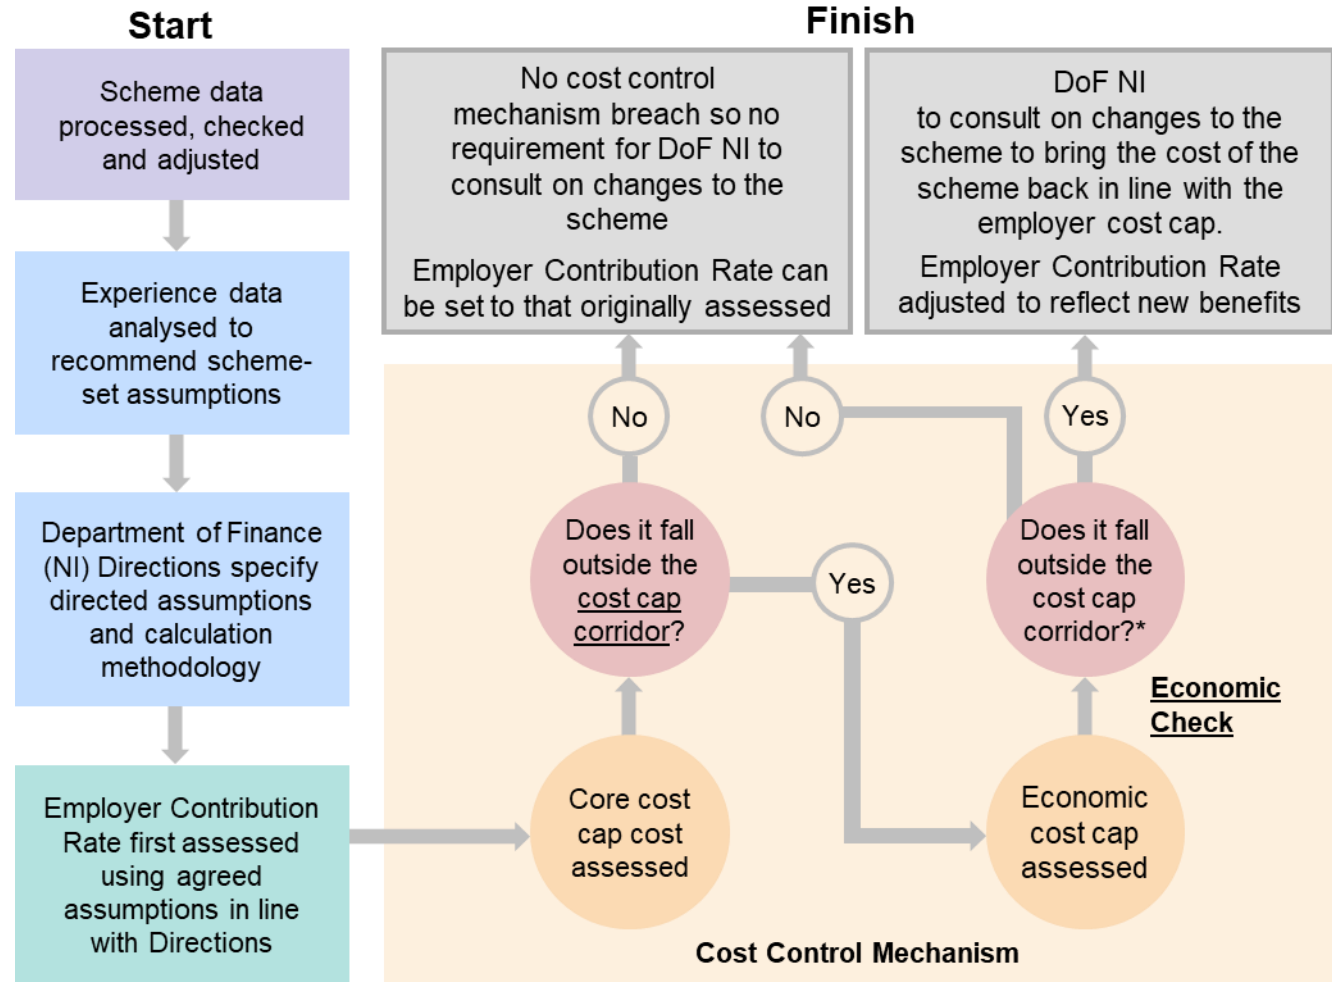 Start
Scheme data
processed, checked
and adjusted
Experience data
analysed to
recommend scheme-
set assumptions
Department of Finance
(NI) Directions specify
directed assumptions
and calculation
methodology
Employer Contribution
Rate first assessed
using agreed
assumptions in line
with Directions
Finish
No cost control
mechanism breach so no
requirement for DoF NI to
consult on changes to the
scheme
Employer Contribution Rate can
be set to that originally assessed
DoF NI
to consult on changes to the
scheme to bring the cost of the
scheme back in line with the
employer cost cap.
Employer Contribution Rate
adjusted to reflect new benefits
No
No
Yes
Does it fall
outside the
cost cap
corridor?
Yes
Does it fall
outside the
cost cap
corridor?*
Economic
Check
Core cost
cap cost
assessed
Economic
cost cap
assessed
Cost Control Mechanism